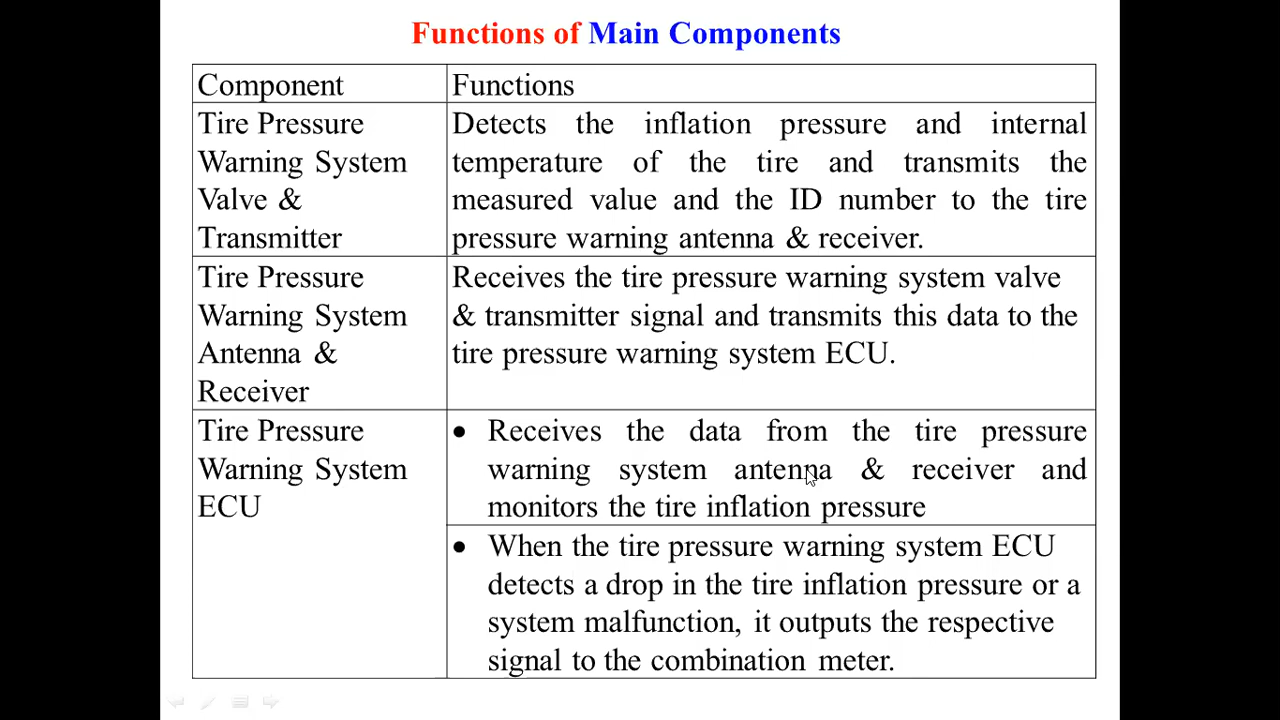 Functions of Main Components
Component
Functions
Tire Pressure
Warning System
Valve &
Transmitter
Detects the inflation pressure and internal
temperature of the tire and transmits the
measured value and the ID number to the tire
pressure warning antenna & receiver.
Tire Pressure
Warning System
Antenna &
Receiver
Receives the tire pressure warning system valve
& transmitter signal and transmits this data to the
tire pressure warning system ECU.
Tire Pressure
Warning System
ECU
• Receives the data from the tire pressure
warning system antenna & receiver and
monitors the tire inflation pressure
• When the tire pressure warning system ECU
detects a drop in the tire inflation pressure or a
system malfunction, it outputs the respective
signal to the combination meter.